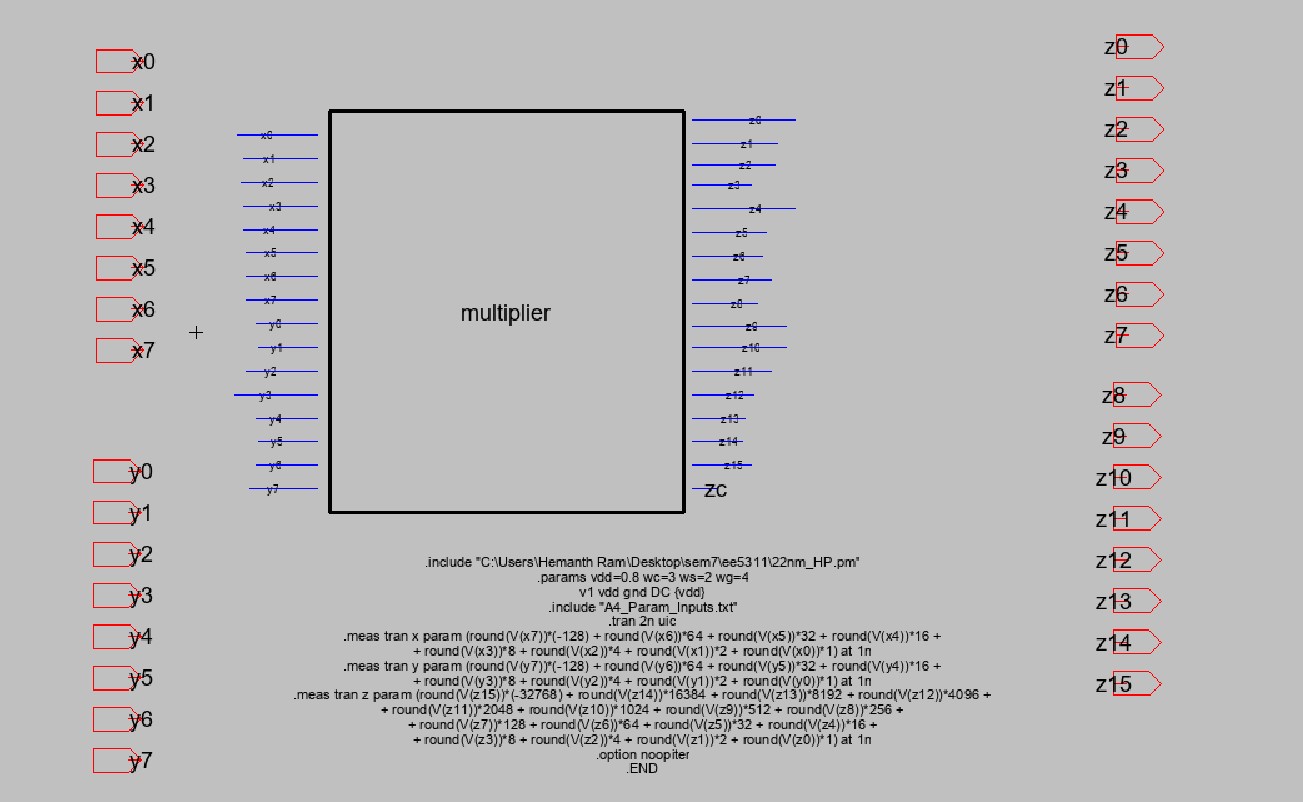 x0
x1
x2
x3
x4
x5
x6
x7
y0
y1
y2
y3
y4
y5
y6
y7
x0
x1
x2
x3
x4
x5
x6
x7
y0
y1
y2
y3
y4
y5
y6
y7
multiplier
z0
z1
z2
z3
z4
z5
z6
z7
z8
z9
z10
z11
z12
z13
z14
z15
zc
z0
z1
z2
z3
z4
z5
z6
z7
z8
z9
z10
z11
z12
z13
z14
z15
.include "C:\Users\Hemanth Ram\Desktop\sem7\ee5311\22nm_HP.pm"
.params vdd=0.8 wc=3 ws=2 wg=4
v1 vdd gnd DC {vdd}
.include "A4_Param_Inputs.txt"
.tran 2n uic
.meas tran x param (round(V(x7))*(-128) + round(V(x6))*64 + round(V(x5))*32 + round(V(x4))*16 +
+ round(V(x3))*8 + round(V(x2))*4 + round(V(x1))*2 + round(V(x0))*1) at 1n
.meas tran y param (round(V(y7))*(-128) + round(V(y6))*64 + round(V(y5))*32 + round(V(y4))*16 +
+ round(V(y3))*8 + round(V(y2))*4 + round(V(y1))*2 + round(V(y0))*1) at 1n
.meas tran z param (round(V(z15))*(-32768) + round(V(z14))*16384 + round(V(z13))*8192 + round(V(z12))*4096 +
+ round(V(z11))*2048 + round(V(z10))*1024 + round(V(z9))*512 + round(V(z8))*256 +
+ round(V(z7))*128 + round(V(z6))*64 + round(V(z5))*32 + round(V(z4))*16 +
+ round(V(z3))*8 + round(V(z2))*4 + round(V(z1))*2 + round(V(z0))*1) at 1n
.option noopiter
.END